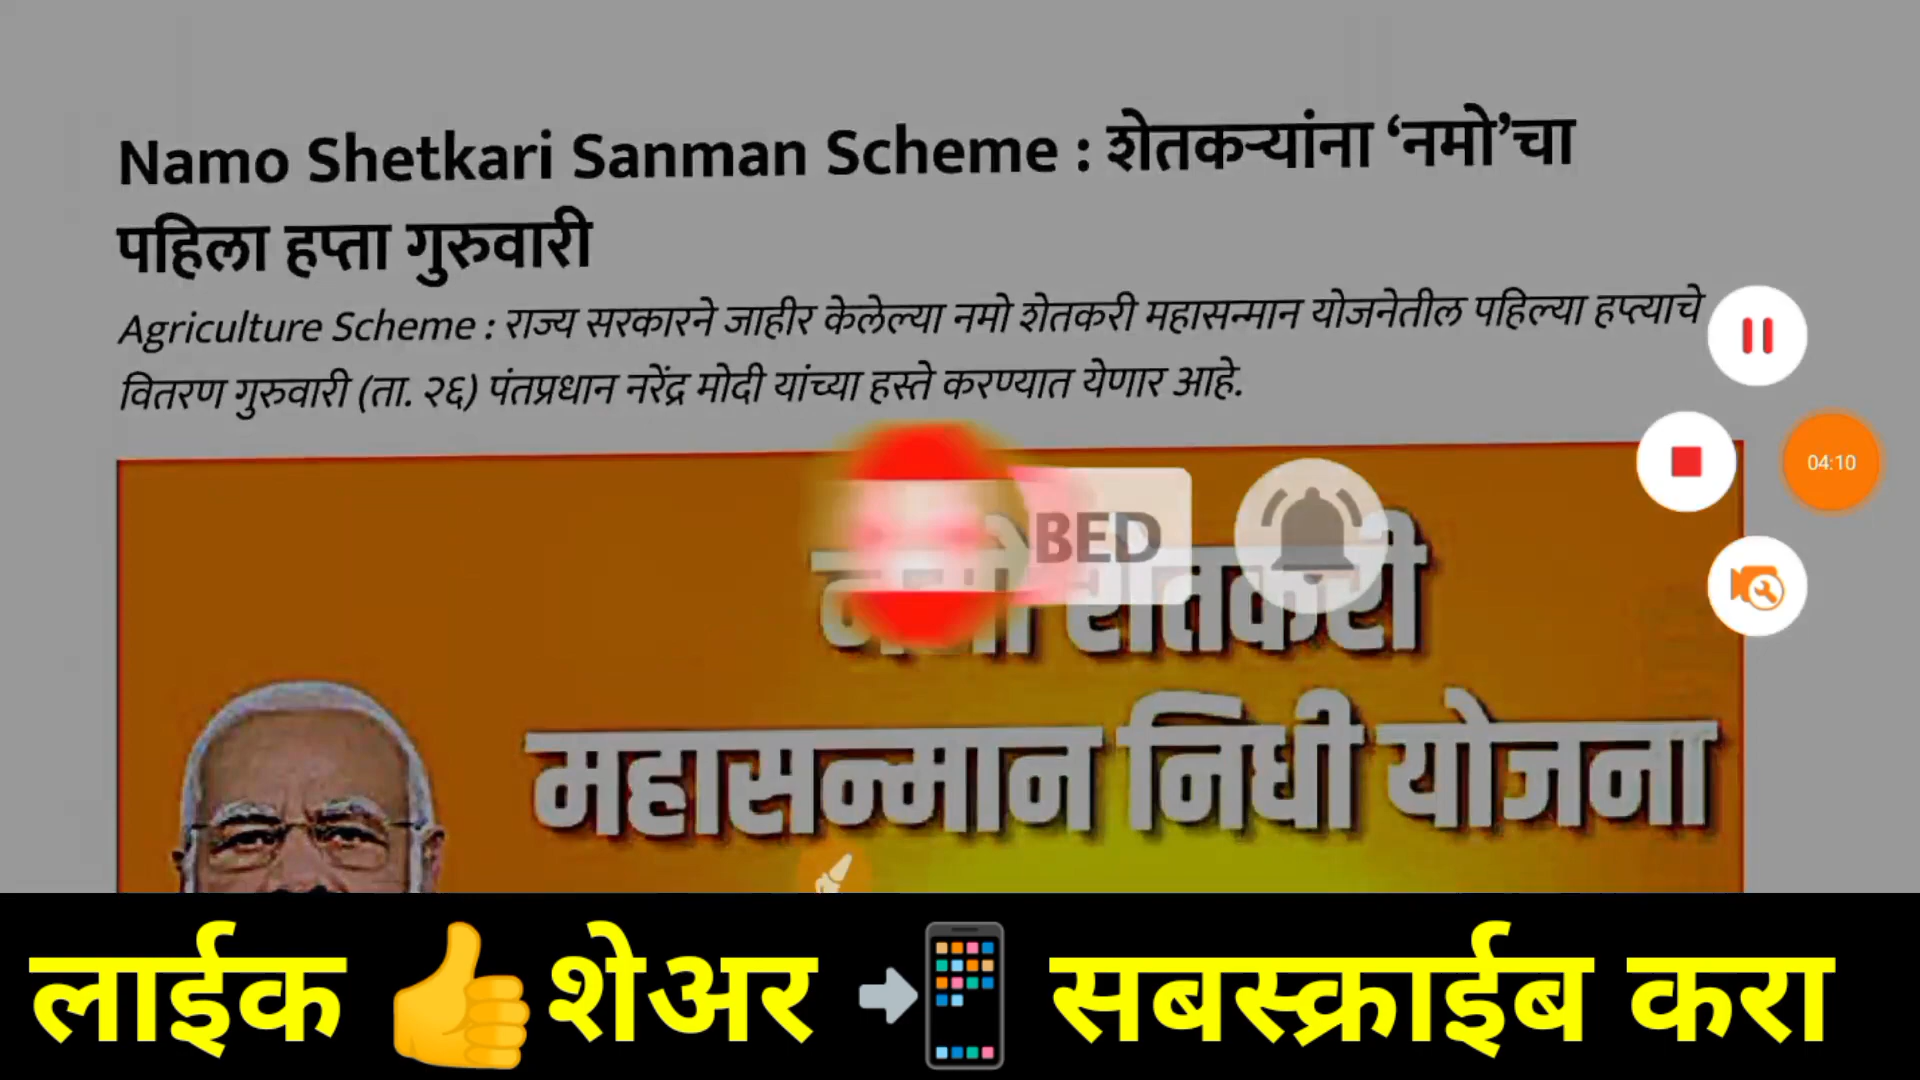 Namo Shetkari Sanman Scheme : शेतकऱ्यांना ‘नमो’चा
पहिला हप्ता गुरुवारी
Agriculture Scheme : राज्य सरकारने जाहीर केलेल्या नमो शेतकरी महासन्मान योजनेतील पहिल्या हप्त्याचे
वितरण गुरुवारी (ता. २६) पंतप्रधान नरेंद्र मोदी यांच्या हस्ते करण्यात येणार आहे.
04:10
BED
शेतकरी
महासन्मान निधी योजना
लाईक 👍 शेअर 📲 सबस्क्राईब करा